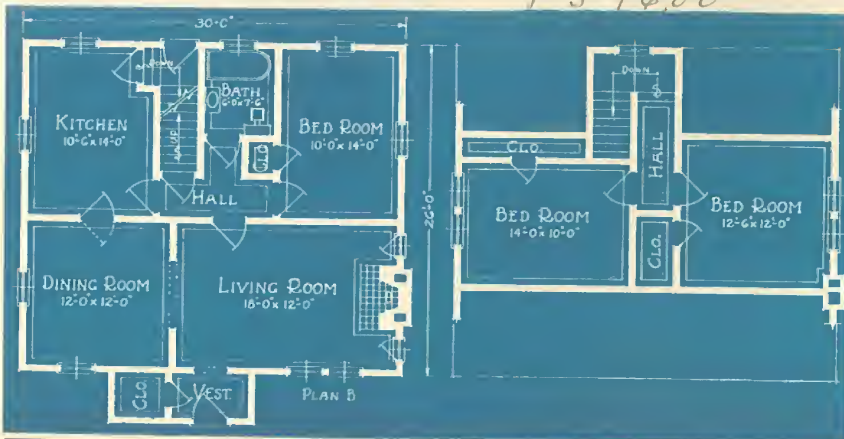 30'-0"
KITCHEN
10'-6"x14'-0"
DOWN
UP
BATH
6'-0"x7'-6"
CLO.
BED ROOM
10'-0"x14'-0"
HALL
DINING ROOM
12'-0"x12'-0"
LIVING ROOM
18'-0"x12'-0"
CLO.
VEST.
PLAN B
26'-0"
DOWN
CLO.
HALL
BED ROOM
14'-0"x10'-0"
CLO.
BED ROOM
12'-6"x12'-0"